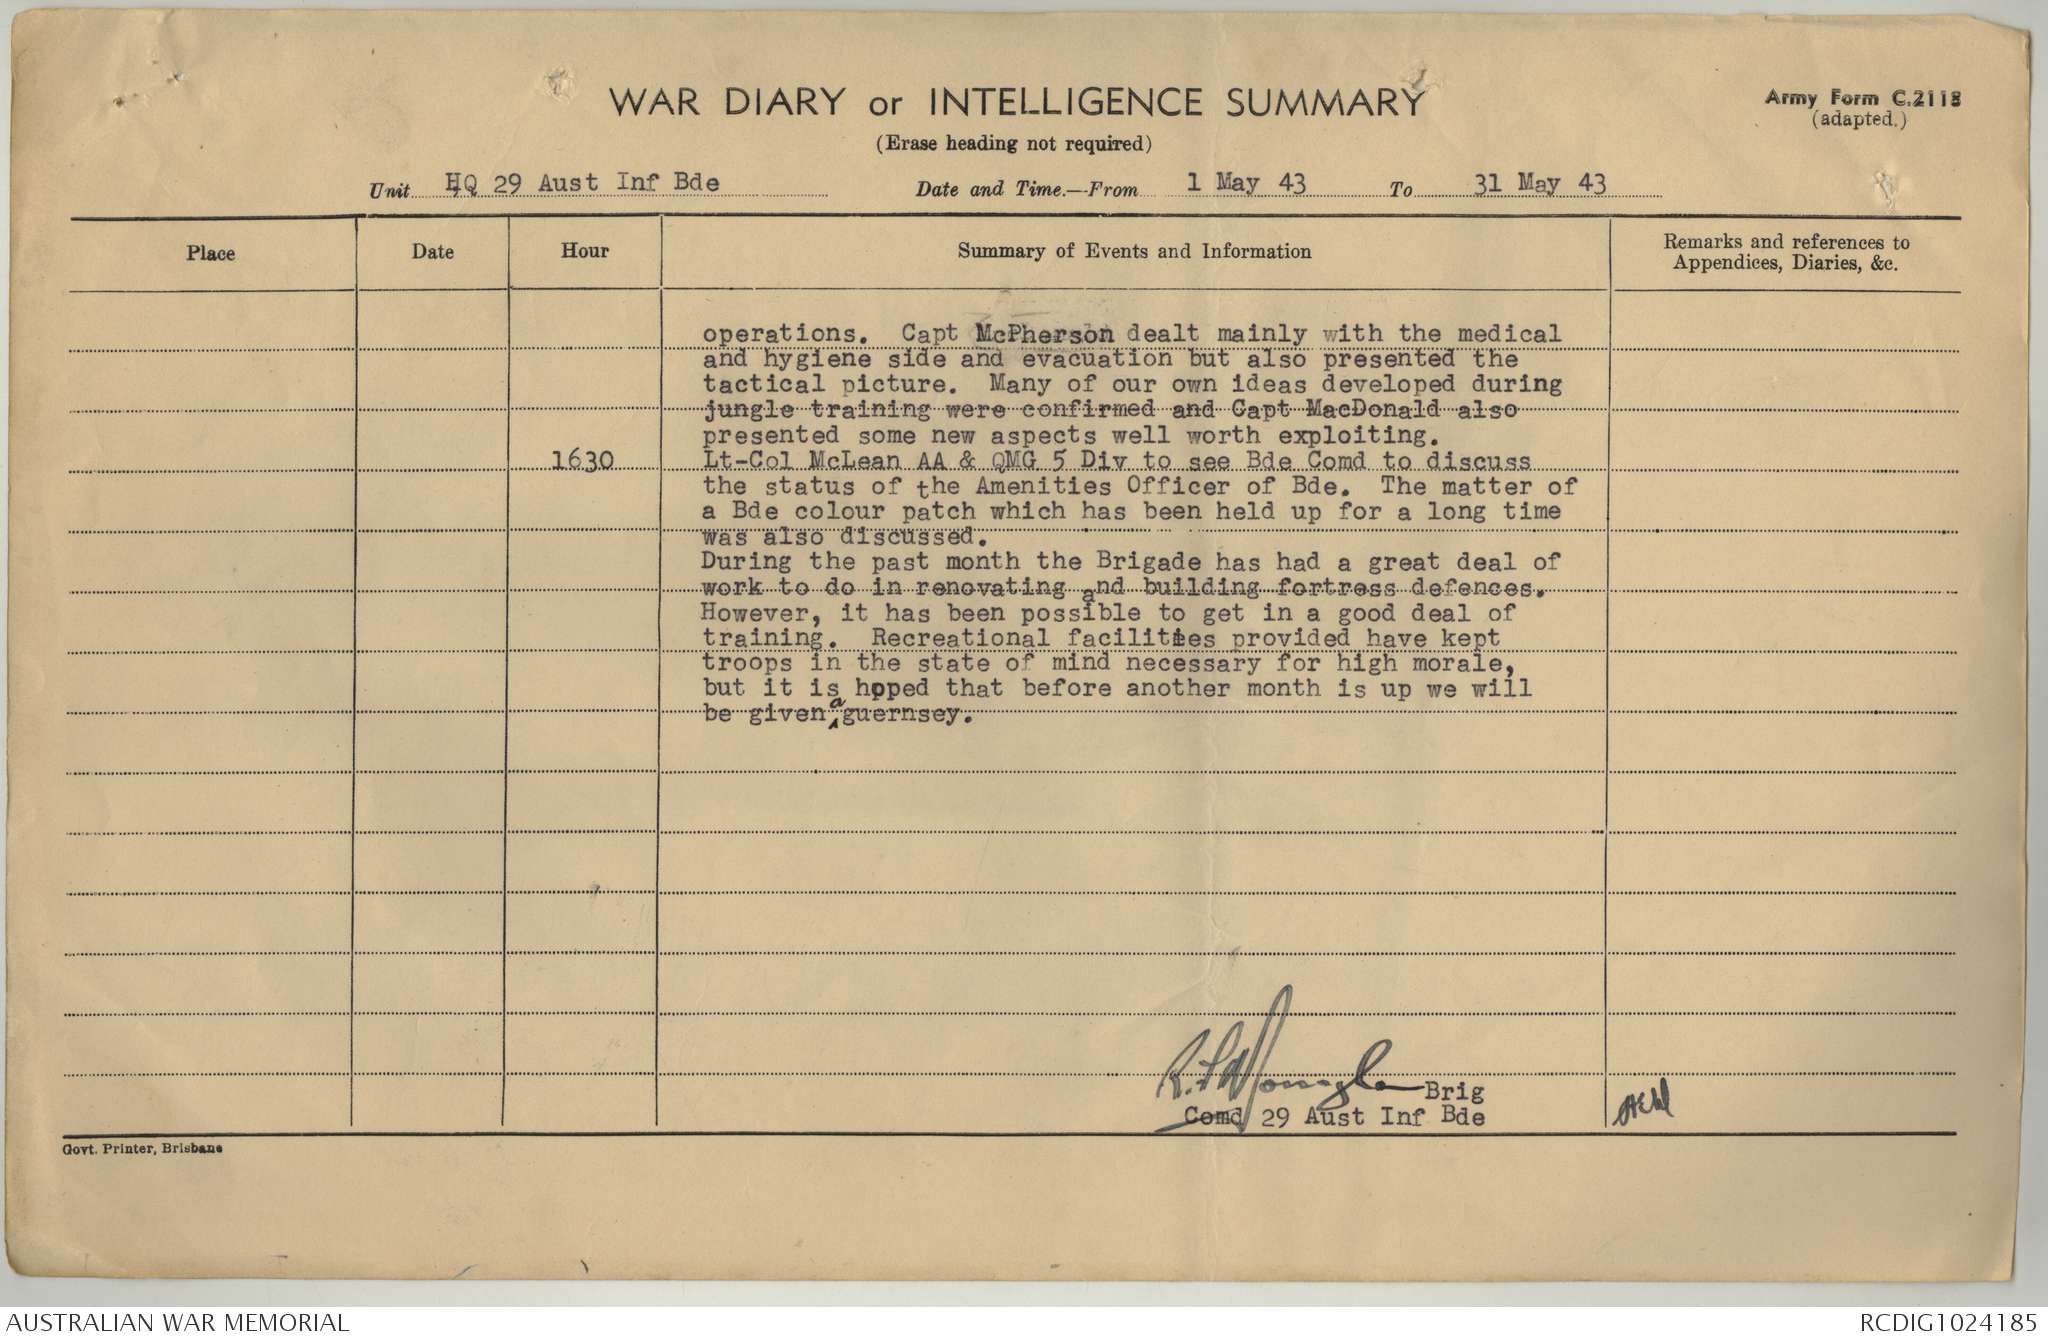 WAR DIARY or INTELLIGENCE SUMMARY
Army Form C.2118
(adapted.)
(Erase heading not required)
Unit HQ 29 Aust Inf Bde Date and Time.—From 1 May 43 To 31 May 43
Place Date Hour Summary of Events and Information Remarks and references to
Appendices, Diaries, &c.
operations. Capt McPherson dealt mainly with the medical
and hygiene side and evacuation but also presented the
tactical picture. Many of our own ideas developed during
jungle training were confirmed and Capt MacDonald also
presented some new aspects well worth exploiting.
1630 Lt-Col McLean AA & QMG 5 Div to see Bde Comd to discuss
the status of the Amenities Officer of Bde. The matter of
a Bde colour patch which has been held up for a long time
was also discussed.
During the past month the Brigade has had a great deal of
work to do in renovating and building fortress defences.
However, it has been possible to get in a good deal of
training. Recreational facilities provided have kept
troops in the state of mind necessary for high morale,
but it is hoped that before another month is up we will
be given a guernsey.
Brig
Comd 29 Aust Inf Bde
Govt. Printer, Brisbane
AUSTRALIAN WAR MEMORIAL
RCDIG1024185